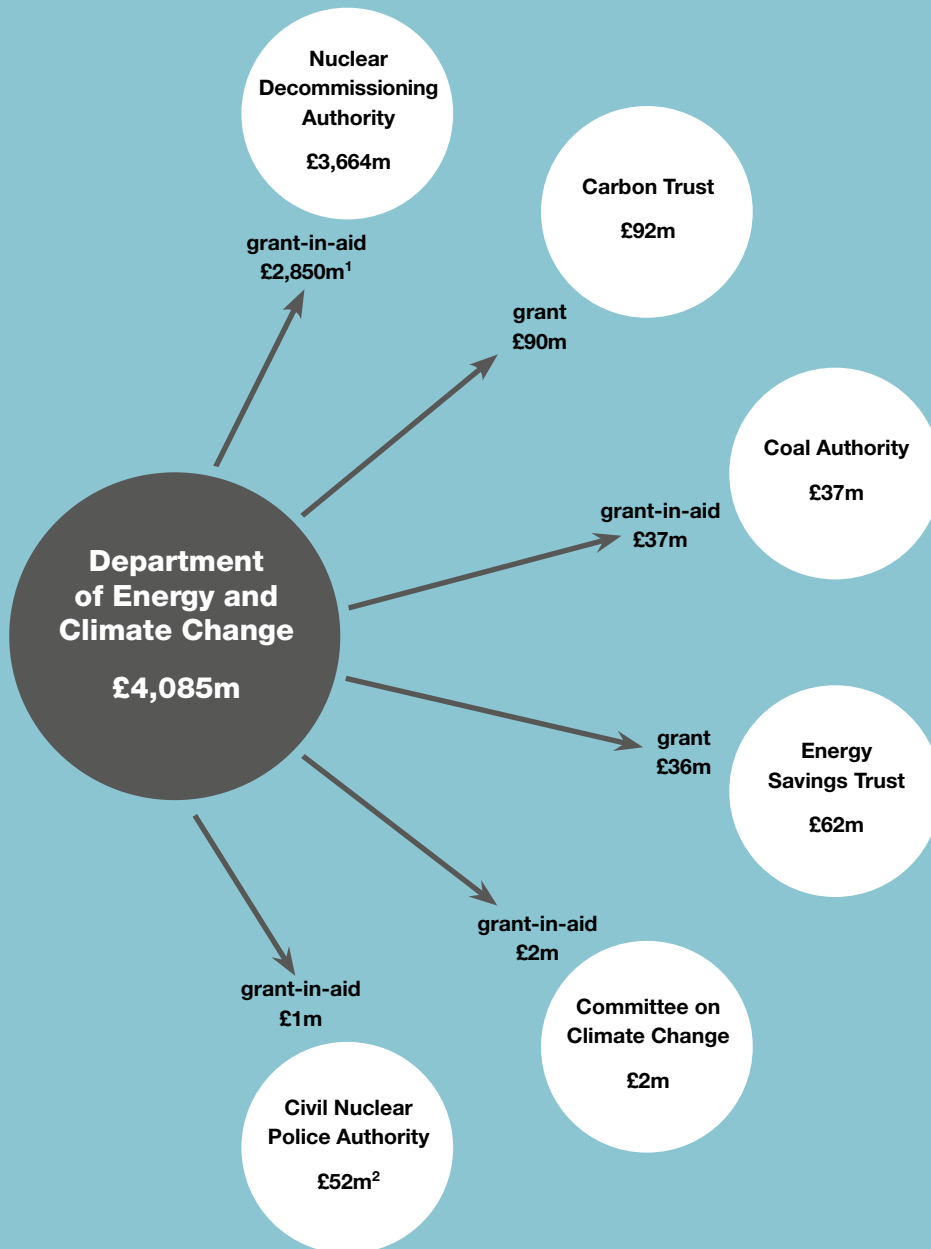 Nuclear
Decommissioning
Authority
£3,664m
grant-in-aid
£2,850m¹
Carbon Trust
£92m
grant
£90m
Coal Authority
£37m
grant-in-aid
£37m
Department
of Energy and
Climate Change
£4,085m
grant
£36m
Energy
Savings Trust
£62m
grant-in-aid
£2m
Committee on
Climate Change
£2m
grant-in-aid
£1m
Civil Nuclear
Police Authority
£52m²